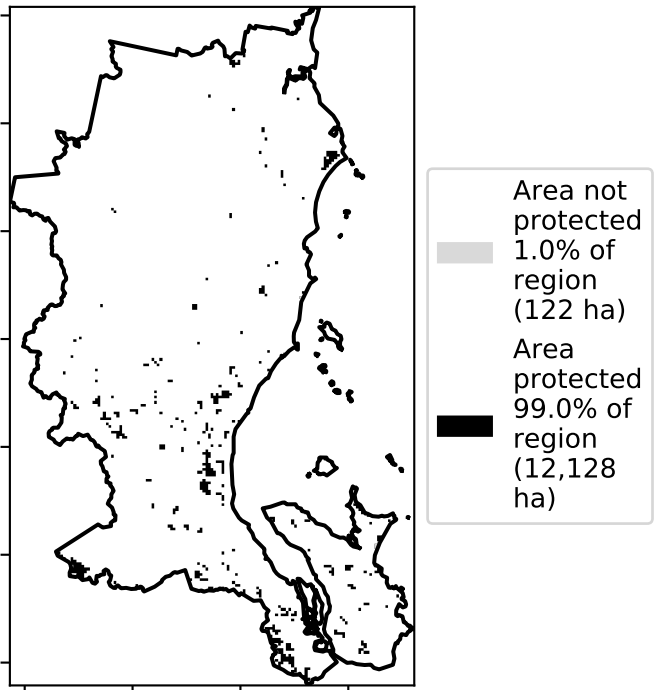 Area not
protected
1.0% of
region
(122 ha)
Area
protected
99.0% of
region
(12,128
ha)